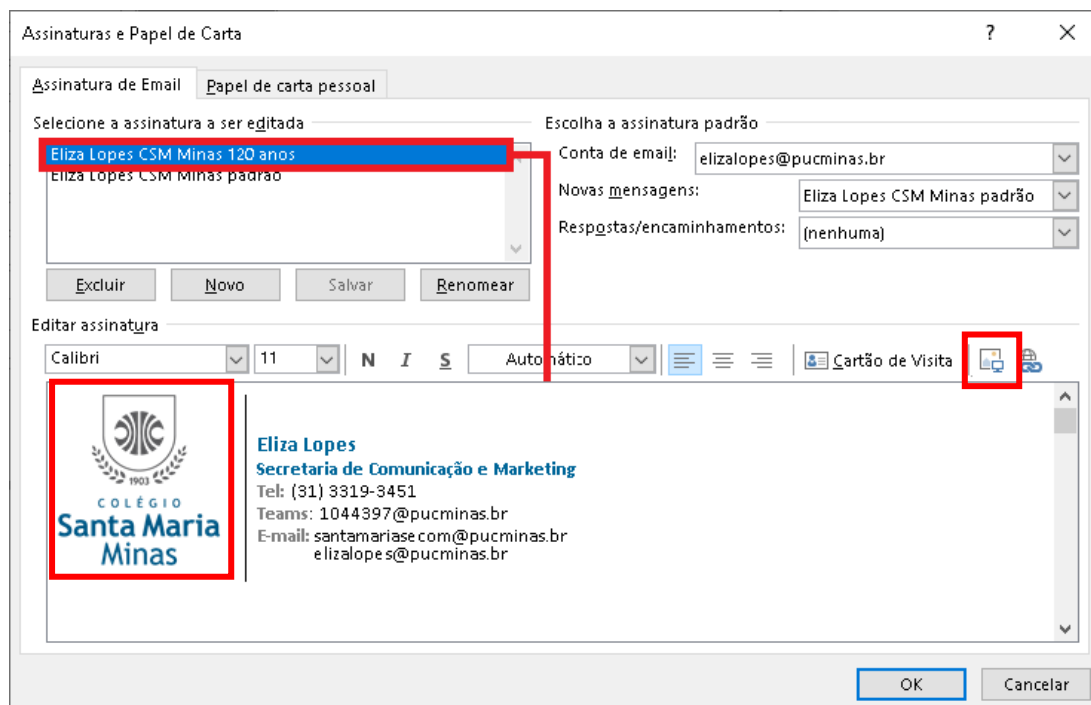 Assinaturas e Papel de Carta
?
Assinatura de Email
Papel de carta pessoal
Selecione a assinatura a ser editada
Eliza Lopes CSM Minas 120 anos
Eliza Lopes CSM Minas padrão
Excluir Novo Salvar Renomear
Escolha a assinatura padrão
Conta de email: elizalopes@pucminas.br
Novas mensagens: Eliza Lopes CSM Minas padrão
Respostas/encaminhamentos: (nenhuma)
Editar assinatura
Calibri 11 N I S Automático Cartão de Visita
1903
COLÉGIO
Santa Maria
Minas
Eliza Lopes
Secretaria de Comunicação e Marketing
Tel: (31) 3319-3451
Teams: 1044397@pucminas.br
E-mail: santamariasecom@pucminas.br
elizalopes@pucminas.br
OK Cancelar